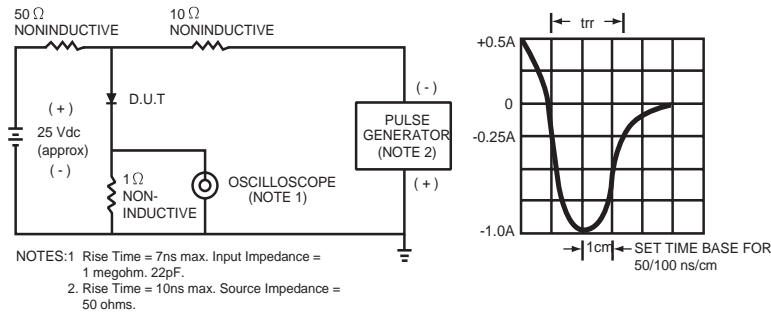 50 Ω
NONINDUCTIVE
10 Ω
NONINDUCTIVE
( + )
25 Vdc
(approx)
( - )
D.U.T
1 Ω
NON-
INDUCTIVE
OSCILLOSCOPE
(NOTE 1)
( - )
PULSE
GENERATOR
(NOTE 2)
( + )
trr
+0.5A
0
-0.25A
-1.0A
1cm
SET TIME BASE FOR
50/100 ns/cm
NOTES:1 Rise Time = 7ns max. Input Impedance =
1 megohm. 22pF.
2. Rise Time = 10ns max. Source Impedance =
50 ohms.